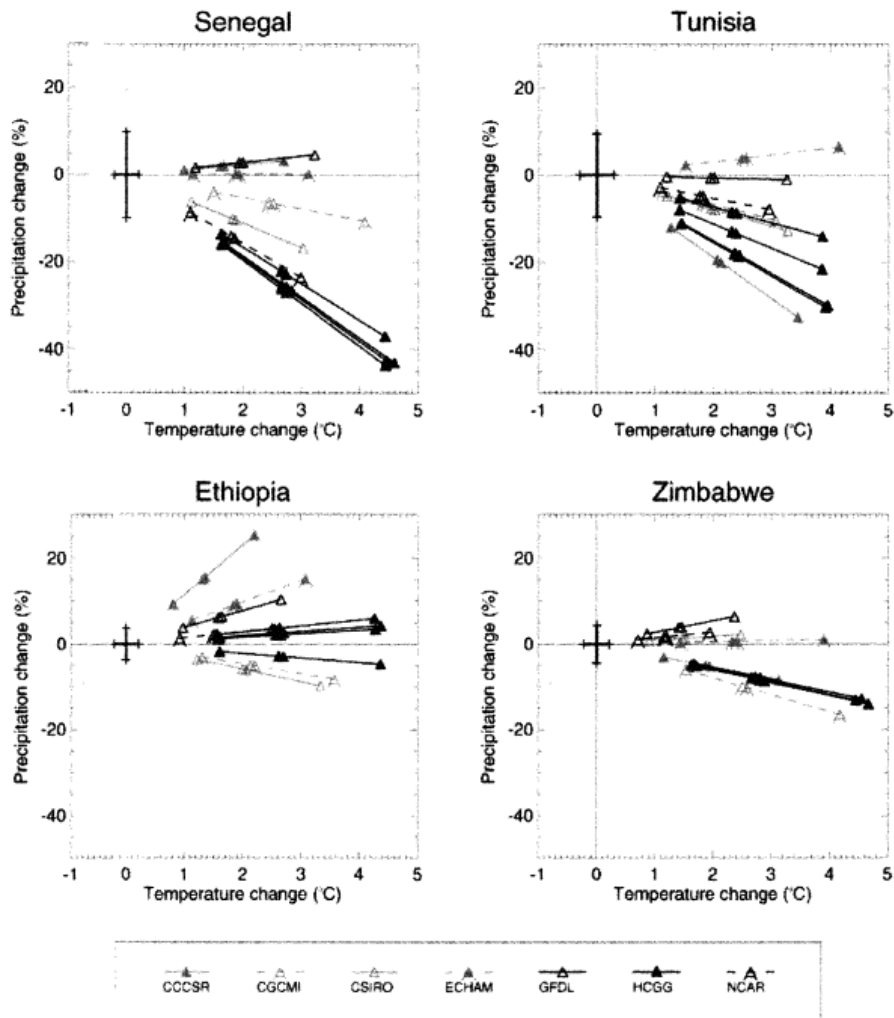 Senegal
Tunisia
Precipitation change (%)
20
0
-20
-40
-1 0 1 2 3 4 5
Temperature change (°C)
Precipitation change (%)
20
0
-20
-40
-1 0 1 2 3 4 5
Temperature change (°C)
Ethiopia
Zimbabwe
Precipitation change (%)
20
0
-20
-40
-1 0 1 2 3 4 5
Temperature change (°C)
Precipitation change (%)
20
0
-20
-40
-1 0 1 2 3 4 5
Temperature change (°C)
CCCSR CGCMI CSIRO ECHAM GFDL HCGG NCAR